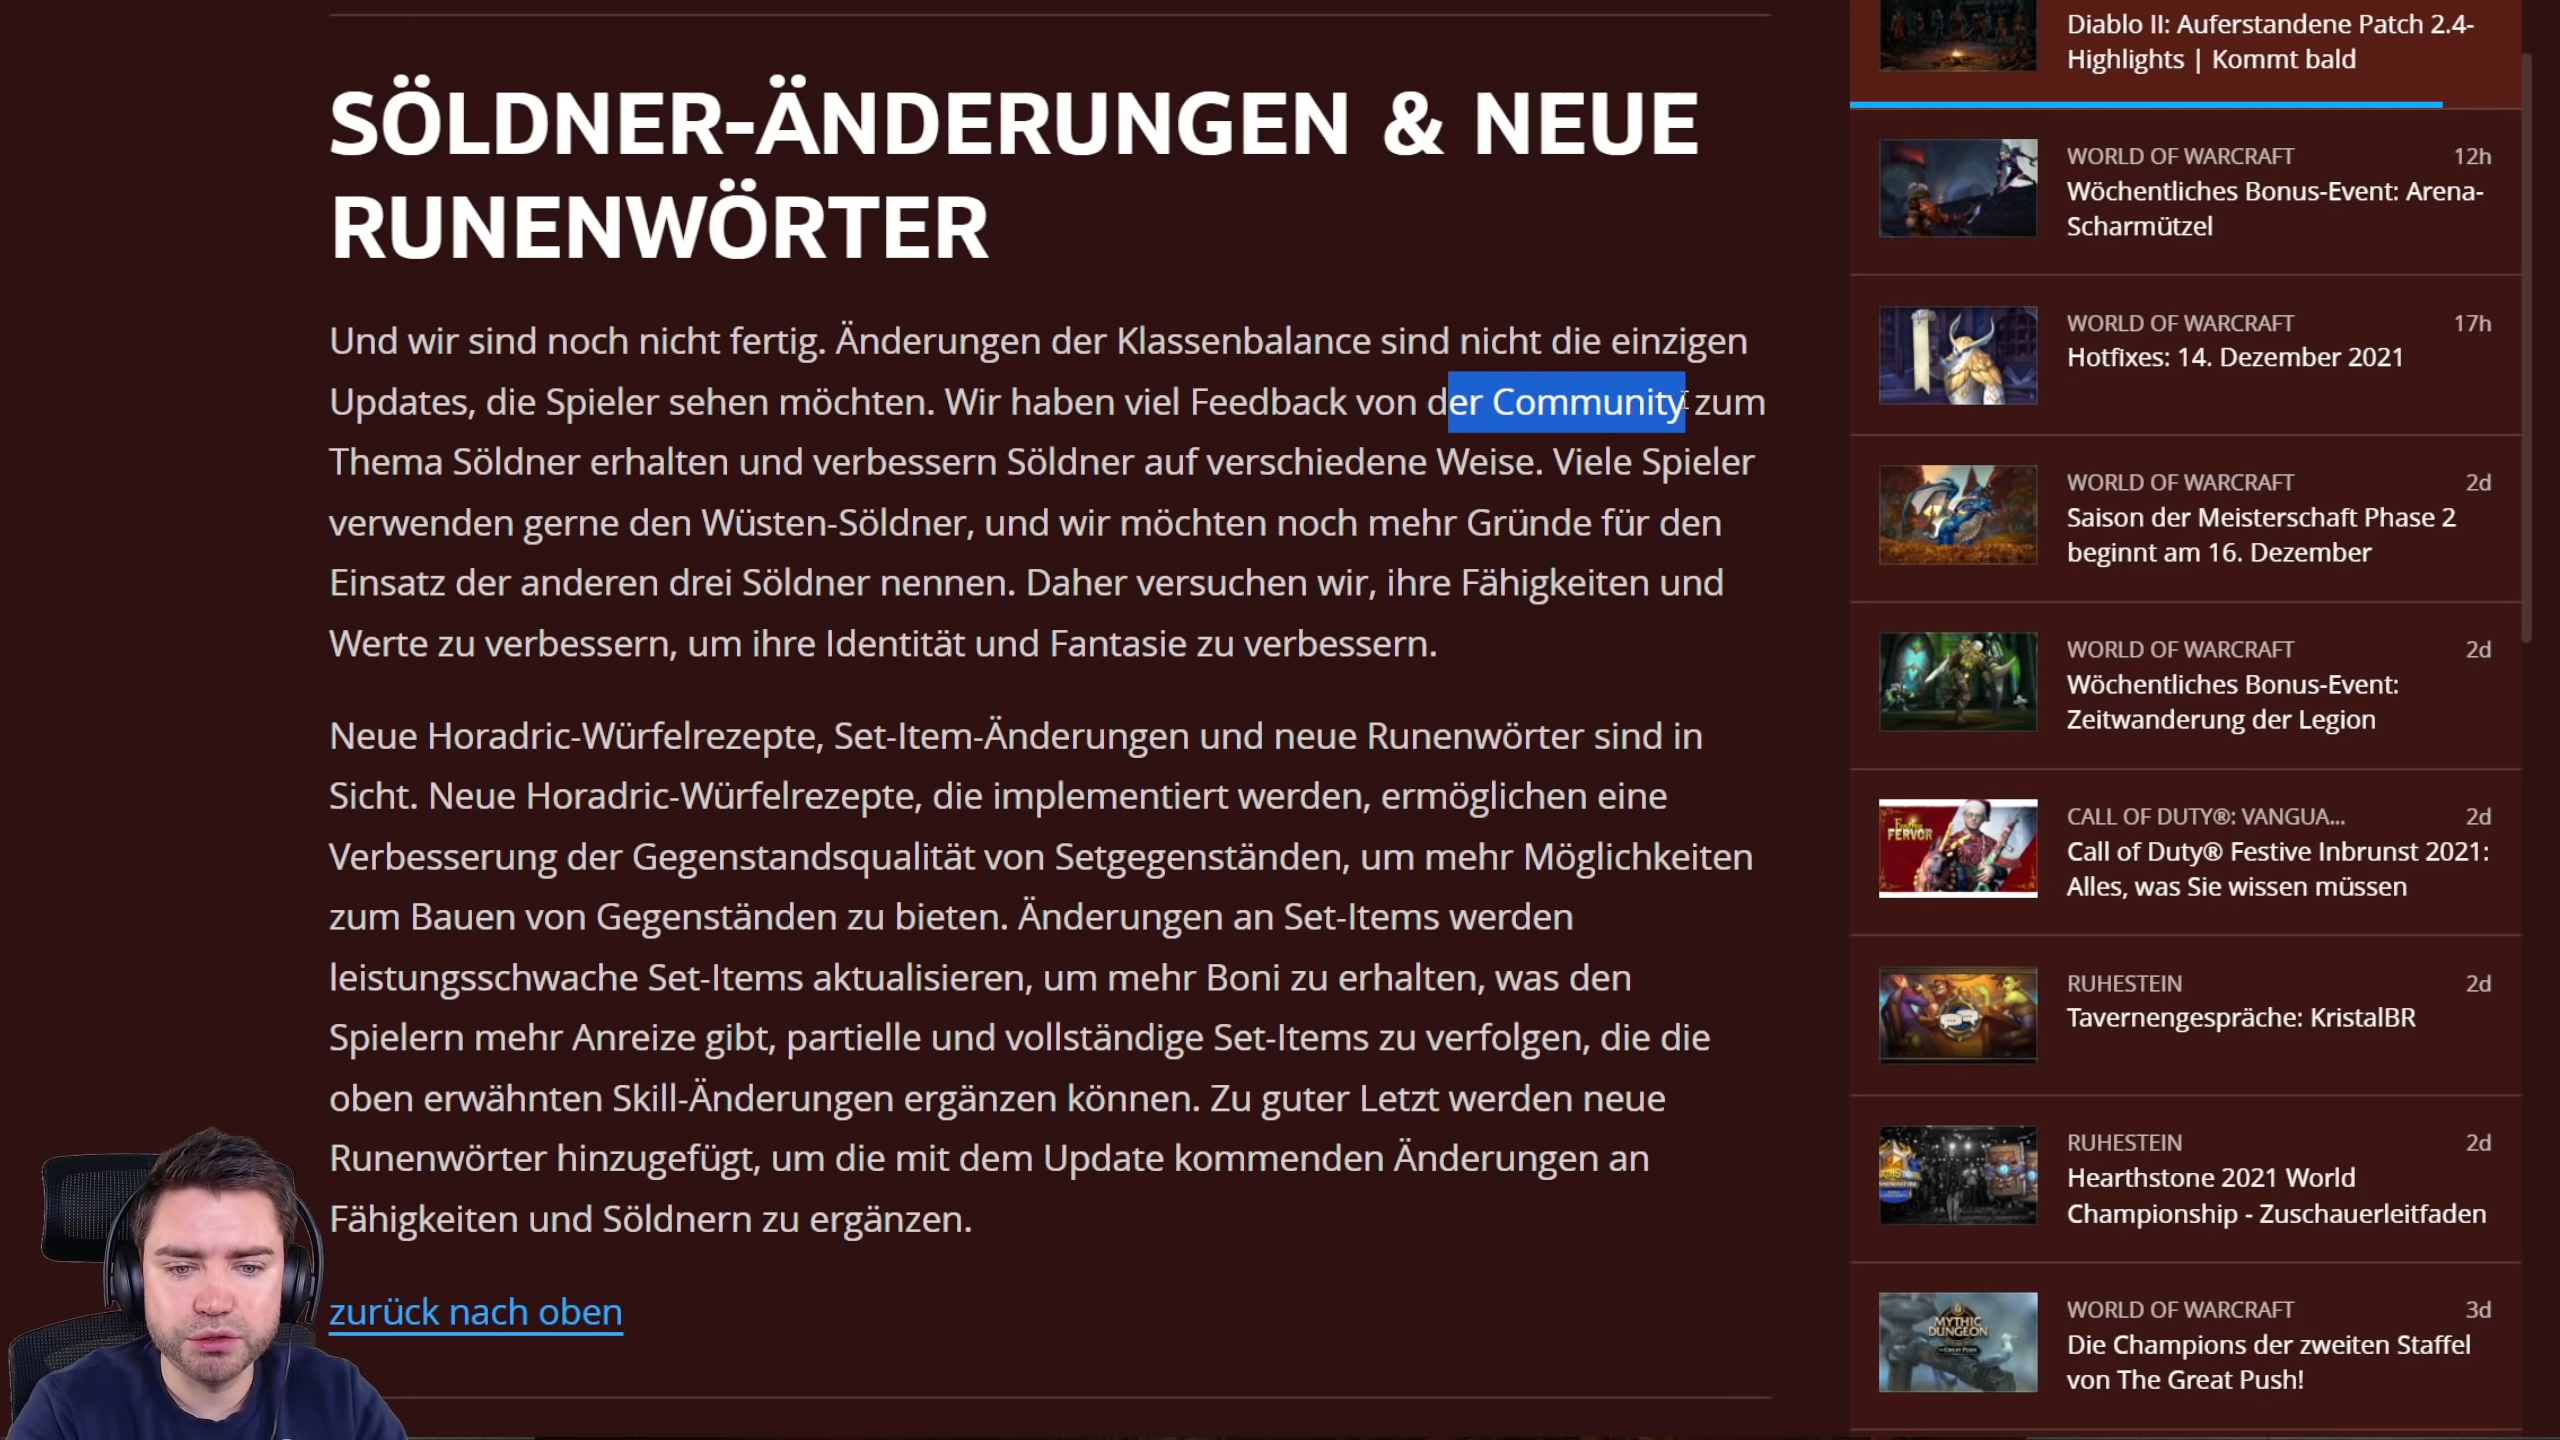 SÖLDNER-ÄNDERUNGEN & NEUE
RUNENWÖRTER
Und wir sind noch nicht fertig. Änderungen der Klassenbalance sind nicht die einzigen
Updates, die Spieler sehen möchten. Wir haben viel Feedback von der Community zum
Thema Söldner erhalten und verbessern Söldner auf verschiedene Weise. Viele Spieler
verwenden gerne den Wüsten-Söldner, und wir möchten noch mehr Gründe für den
Einsatz der anderen drei Söldner nennen. Daher versuchen wir, ihre Fähigkeiten und
Werte zu verbessern, um ihre Identität und Fantasie zu verbessern.
Neue Horadric-Würfelrezepte, Set-Item-Änderungen und neue Runenwörter sind in
Sicht. Neue Horadric-Würfelrezepte, die implementiert werden, ermöglichen eine
Verbesserung der Gegenstandsqualität von Setgegenständen, um mehr Möglichkeiten
zum Bauen von Gegenständen zu bieten. Änderungen an Set-Items werden
leistungsschwache Set-Items aktualisieren, um mehr Boni zu erhalten, was den
Spielern mehr Anreize gibt, partielle und vollständige Set-Items zu verfolgen, die die
oben erwähnten Skill-Änderungen ergänzen können. Zu guter Letzt werden neue
Runenwörter hinzugefügt, um die mit dem Update kommenden Änderungen an
Fähigkeiten und Söldnern zu ergänzen.
zurück nach oben
Diablo II: Auferstandene Patch 2.4-
Highlights | Kommt bald
WORLD OF WARCRAFT 12h
Wöchentliches Bonus-Event: Arena-
Scharmützel
WORLD OF WARCRAFT 17h
Hotfixes: 14. Dezember 2021
WORLD OF WARCRAFT 2d
Saison der Meisterschaft Phase 2
beginnt am 16. Dezember
WORLD OF WARCRAFT 2d
Wöchentliches Bonus-Event:
Zeitwanderung der Legion
FERVOR
CALL OF DUTY®: VANGUA... 2d
Call of Duty® Festive Inbrunst 2021:
Alles, was Sie wissen müssen
RUHESTEIN 2d
Tavernengespräche: KristalBR
RUHESTEIN 2d
Hearthstone 2021 World
Championship - Zuschauerleitfaden
MYTHIC
DUNGEON
WORLD OF WARCRAFT 3d
Die Champions der zweiten Staffel
von The Great Push!